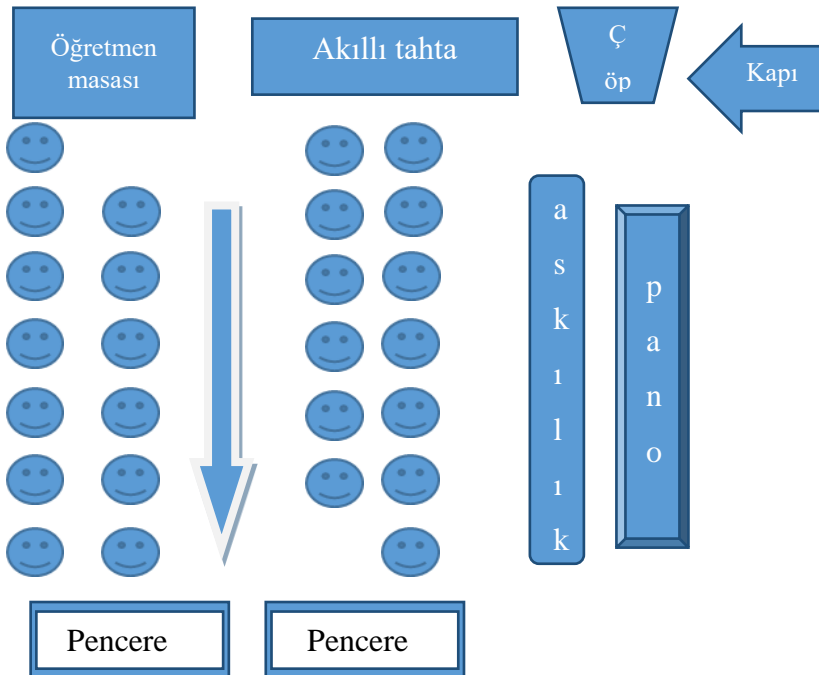 Öğretmen
masası
Akıllı tahta
Ç
öp
Kapı
a
s
k
ı
l
ı
k
p
a
n
o
Pencere
Pencere